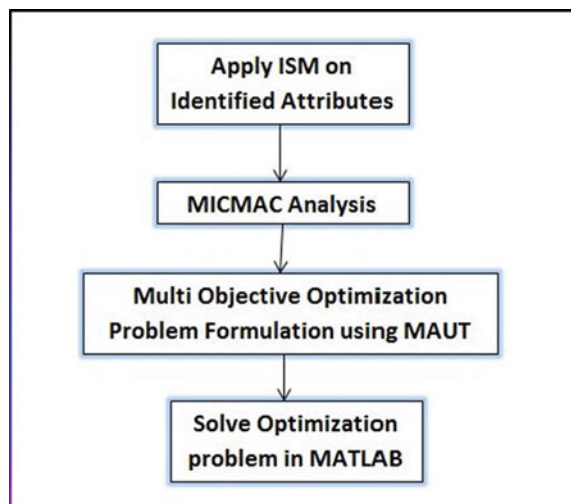 Apply ISM on
Identified Attributes
MICMAC Analysis
Multi Objective Optimization
Problem Formulation using MAUT
Solve Optimization
problem in MATLAB